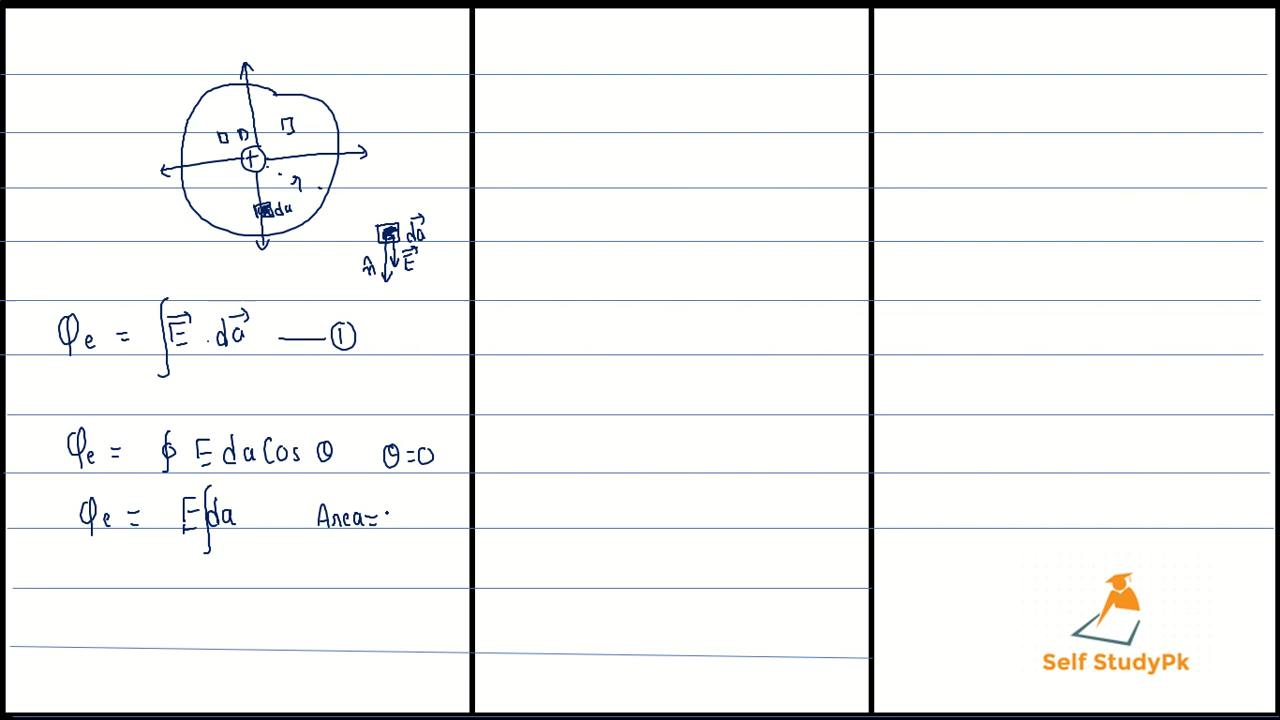 +
r
da
da⃗
n̂ E⃗
φe = ∫E⃗ . da⃗ —— ①
φe = ∮ E da Cos θ θ=0
φe = E∫da Area=
Self StudyPk